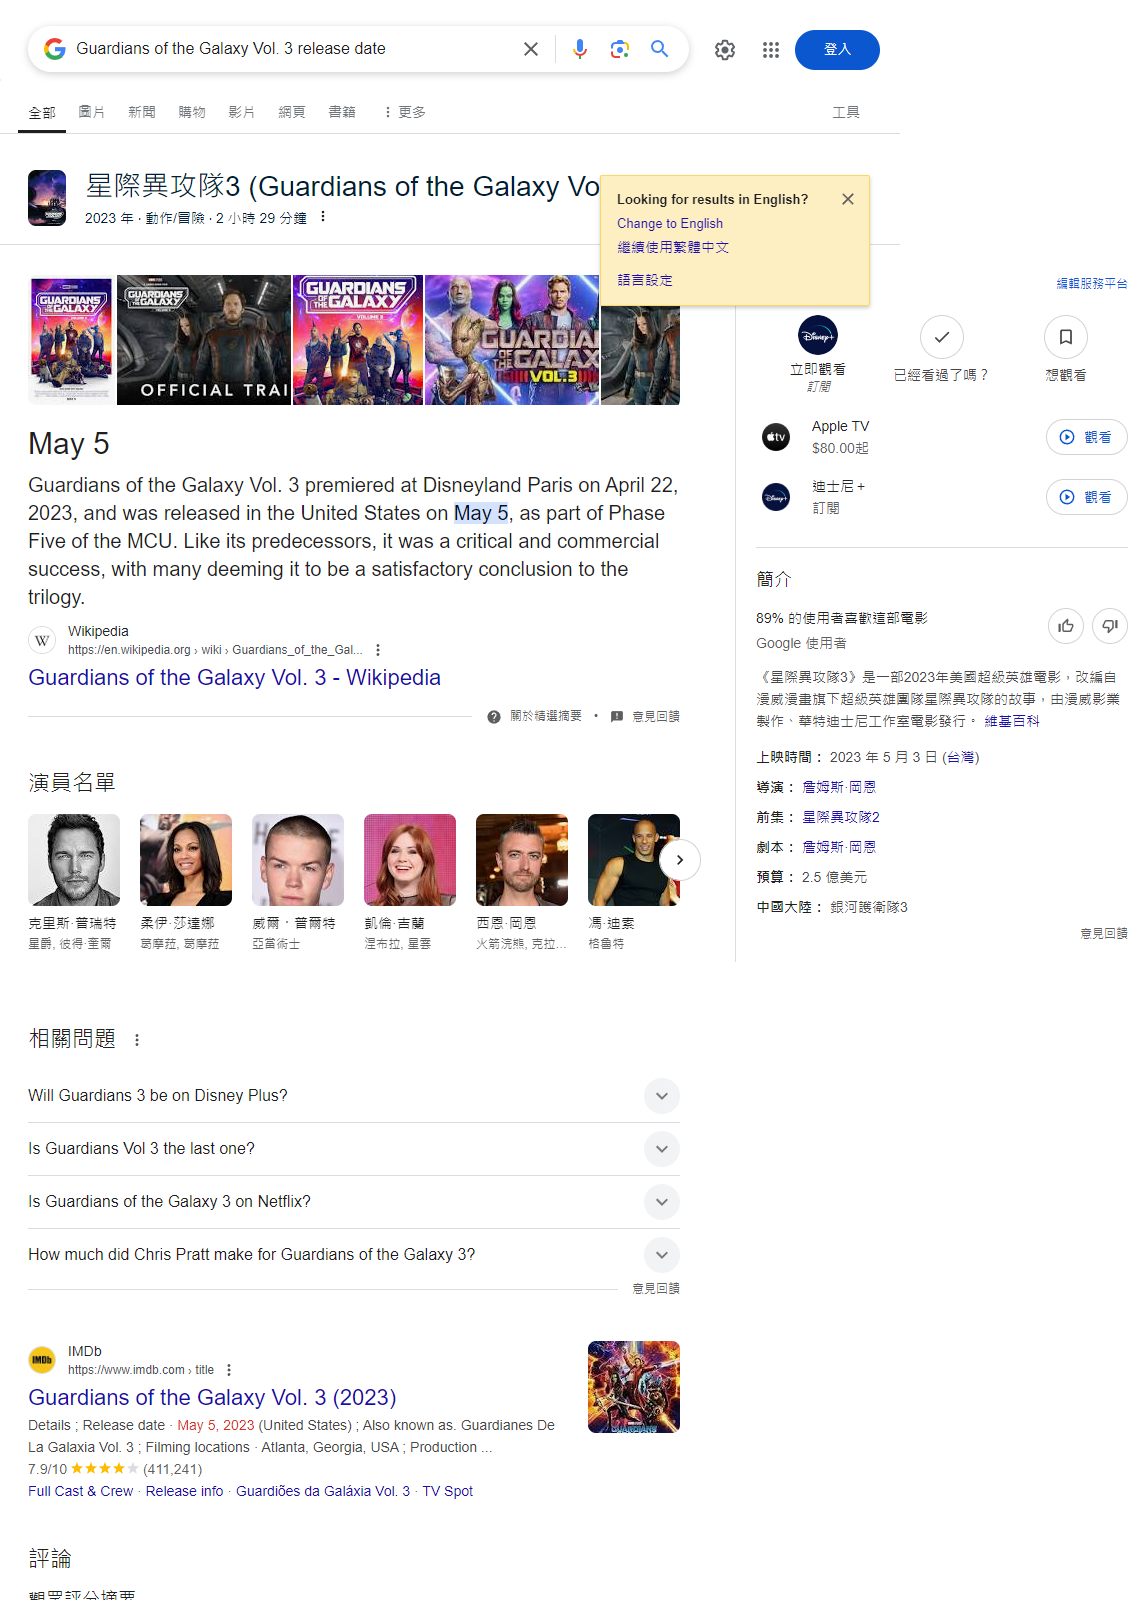 Guardians of the Galaxy Vol. 3 release date
登入
全部 圖片 新聞 購物 影片 網頁 書籍 更多 工具
星際異攻隊3 (Guardians of the Galaxy Vo
2023 年 · 動作/冒險 · 2 小時 29 分鐘
Looking for results in English?
Change to English
繼續使用繁體中文
語言設定
GUARDIANS OF THE GALAXY
GUARDIANS OF THE GALAXY
OFFICIAL TRAI
GUARDIANS OF THE GALAXY
VOLUME 3
GUARDIAN
OF THE GALAX
VOL.3
May 5
Guardians of the Galaxy Vol. 3 premiered at Disneyland Paris on April 22,
2023, and was released in the United States on May 5, as part of Phase
Five of the MCU. Like its predecessors, it was a critical and commercial
success, with many deeming it to be a satisfactory conclusion to the
trilogy.
W
Wikipedia
https://en.wikipedia.org › wiki › Guardians_of_the_Gal...
Guardians of the Galaxy Vol. 3 - Wikipedia
關於精選摘要 • 意見回饋
編輯服務平台
Disney+
立即觀看
訂閱
已經看過了嗎？
想觀看
tv
Apple TV
$80.00起
觀看
Disney+
迪士尼＋
訂閱
觀看
簡介
89% 的使用者喜歡這部電影
Google 使用者
《星際異攻隊3》是一部2023年美國超級英雄電影，改編自
漫威漫畫旗下超級英雄團隊星際異攻隊的故事，由漫威影業
製作、華特迪士尼工作室電影發行。 維基百科
上映時間： 2023 年 5 月 3 日 (台灣)
導演： 詹姆斯·岡恩
前集： 星際異攻隊2
劇本： 詹姆斯·岡恩
預算： 2.5 億美元
中國大陸： 銀河護衛隊3
意見回饋
演員名單
克里斯·普瑞特
星爵, 彼得·奎爾
柔伊·莎達娜
葛摩菈, 葛摩菈
威爾・普爾特
亞當術士
凱倫·吉蘭
涅布拉, 星雲
西恩·岡恩
火箭浣熊, 克拉...
馮·迪索
格魯特
相關問題
Will Guardians 3 be on Disney Plus?
Is Guardians Vol 3 the last one?
Is Guardians of the Galaxy 3 on Netflix?
How much did Chris Pratt make for Guardians of the Galaxy 3?
意見回饋
IMDb
IMDb
https://www.imdb.com › title
Guardians of the Galaxy Vol. 3 (2023)
Details ; Release date · May 5, 2023 (United States) ; Also known as. Guardianes De
La Galaxia Vol. 3 ; Filming locations · Atlanta, Georgia, USA ; Production ...
7.9/10 (411,241)
Full Cast & Crew · Release info · Guardiões da Galáxia Vol. 3 · TV Spot
GUARDIANS
評論
觀眾評分摘要